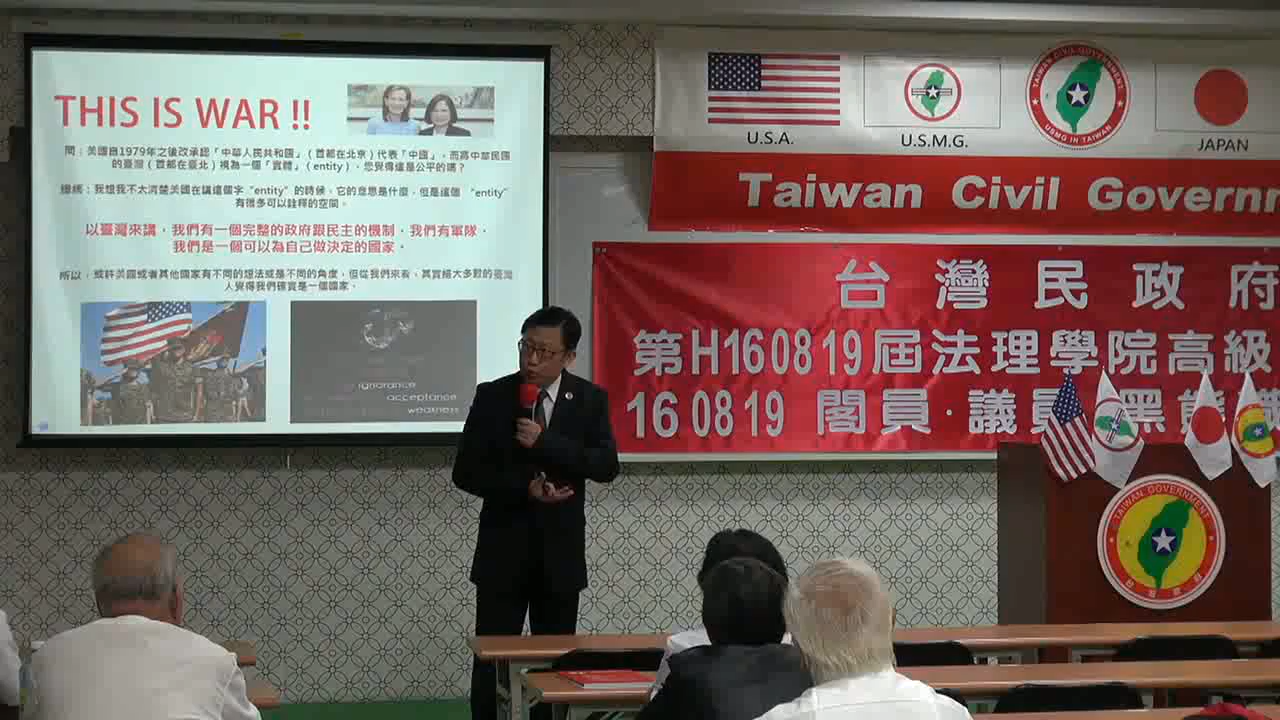 THIS IS WAR !!
問：美國自1979年之後改承認「中華人民共和國」（首都在北京）代表「中國」，而將中華民國
的臺灣（首都在臺北）視為一個「實體」（entity），您覺得這是公平的嗎？
總統：我想我不太清楚美國在講這個字 “entity”的時候，它的意思是什麼，但是這個 “entity”
有很多可以詮釋的空間。
以臺灣來講，我們有一個完整的政府跟民主的機制，我們有軍隊，
我們是一個可以為自己做決定的國家。
所以，或許美國或者其他國家有不同的想法或是不同的角度，但從我們來看，其實絕大多數的臺灣
人覺得我們確實是一個國家。
ignorance
acceptance
weakness
U.S.A.
U.S.M.G.
TAIWAN CIVIL GOVERNMENT
USMG IN TAIWAN
JAPAN
Taiwan Civil Governm
台灣民政府
第H160819屆法理學院高級
160819 閣員·議員 黑熊
TAIWAN GOVERNMENT